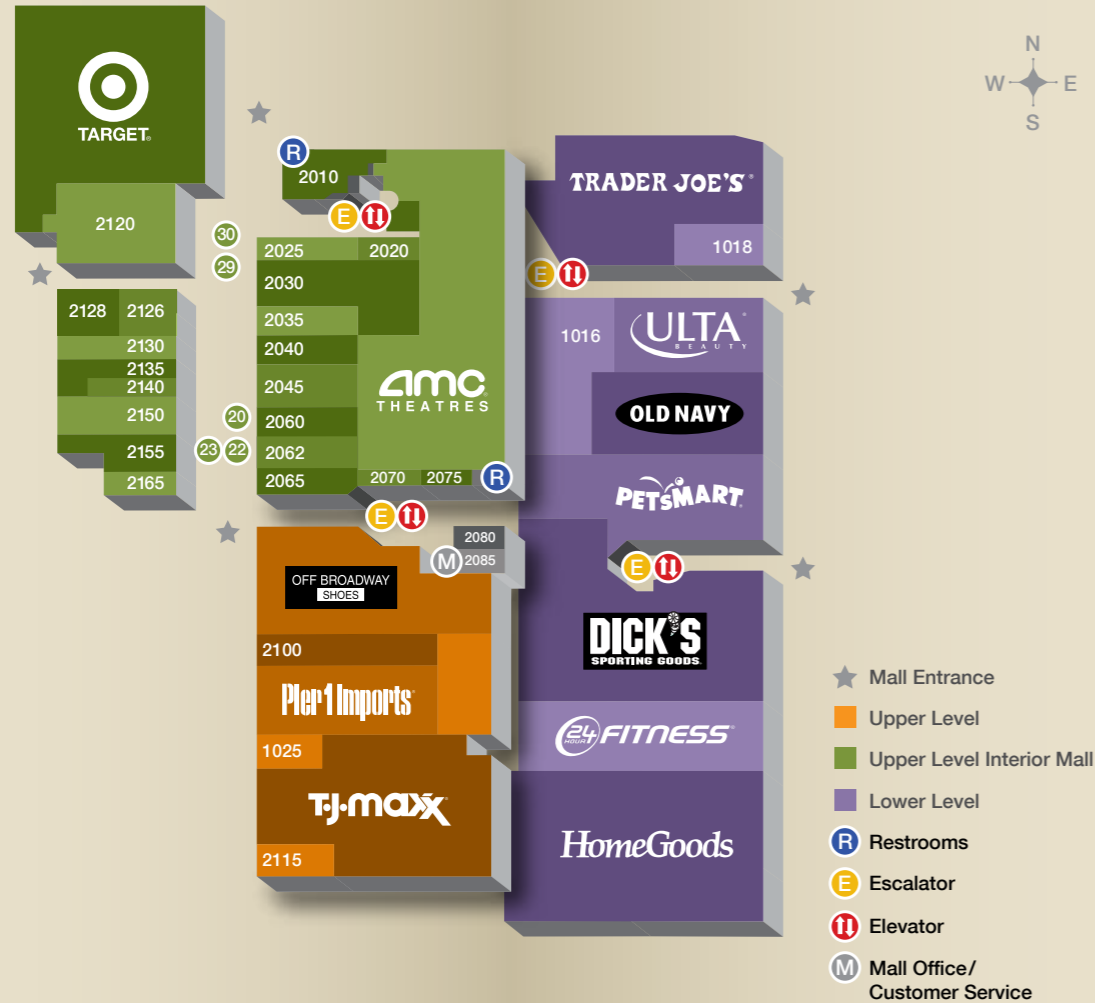 N
W E
S
TARGET®
R
2010
TRADER JOE'S®
2120
E
30
2025
2020
1018
29
E
2030
2128
2126
2035
1016
ULTA®
BEAUTY
2130
2040
2135
2140
2045
amc®
THEATRES
2150
20
2060
OLD NAVY
2155
23
22
2062
2165
2065
2070
2075
R
PETSMART®
E
2080
M
2085
E
OFF BROADWAY
SHOES
DICK'S
SPORTING GOODS®
2100
Mall Entrance
Pier 1 Imports®
Upper Level
24
HOUR
FITNESS®
1025
Upper Level Interior Mall
T·J·maxx®
Lower Level
R Restrooms
HomeGoods
2115
E Escalator
Elevator
M Mall Office/
Customer Service